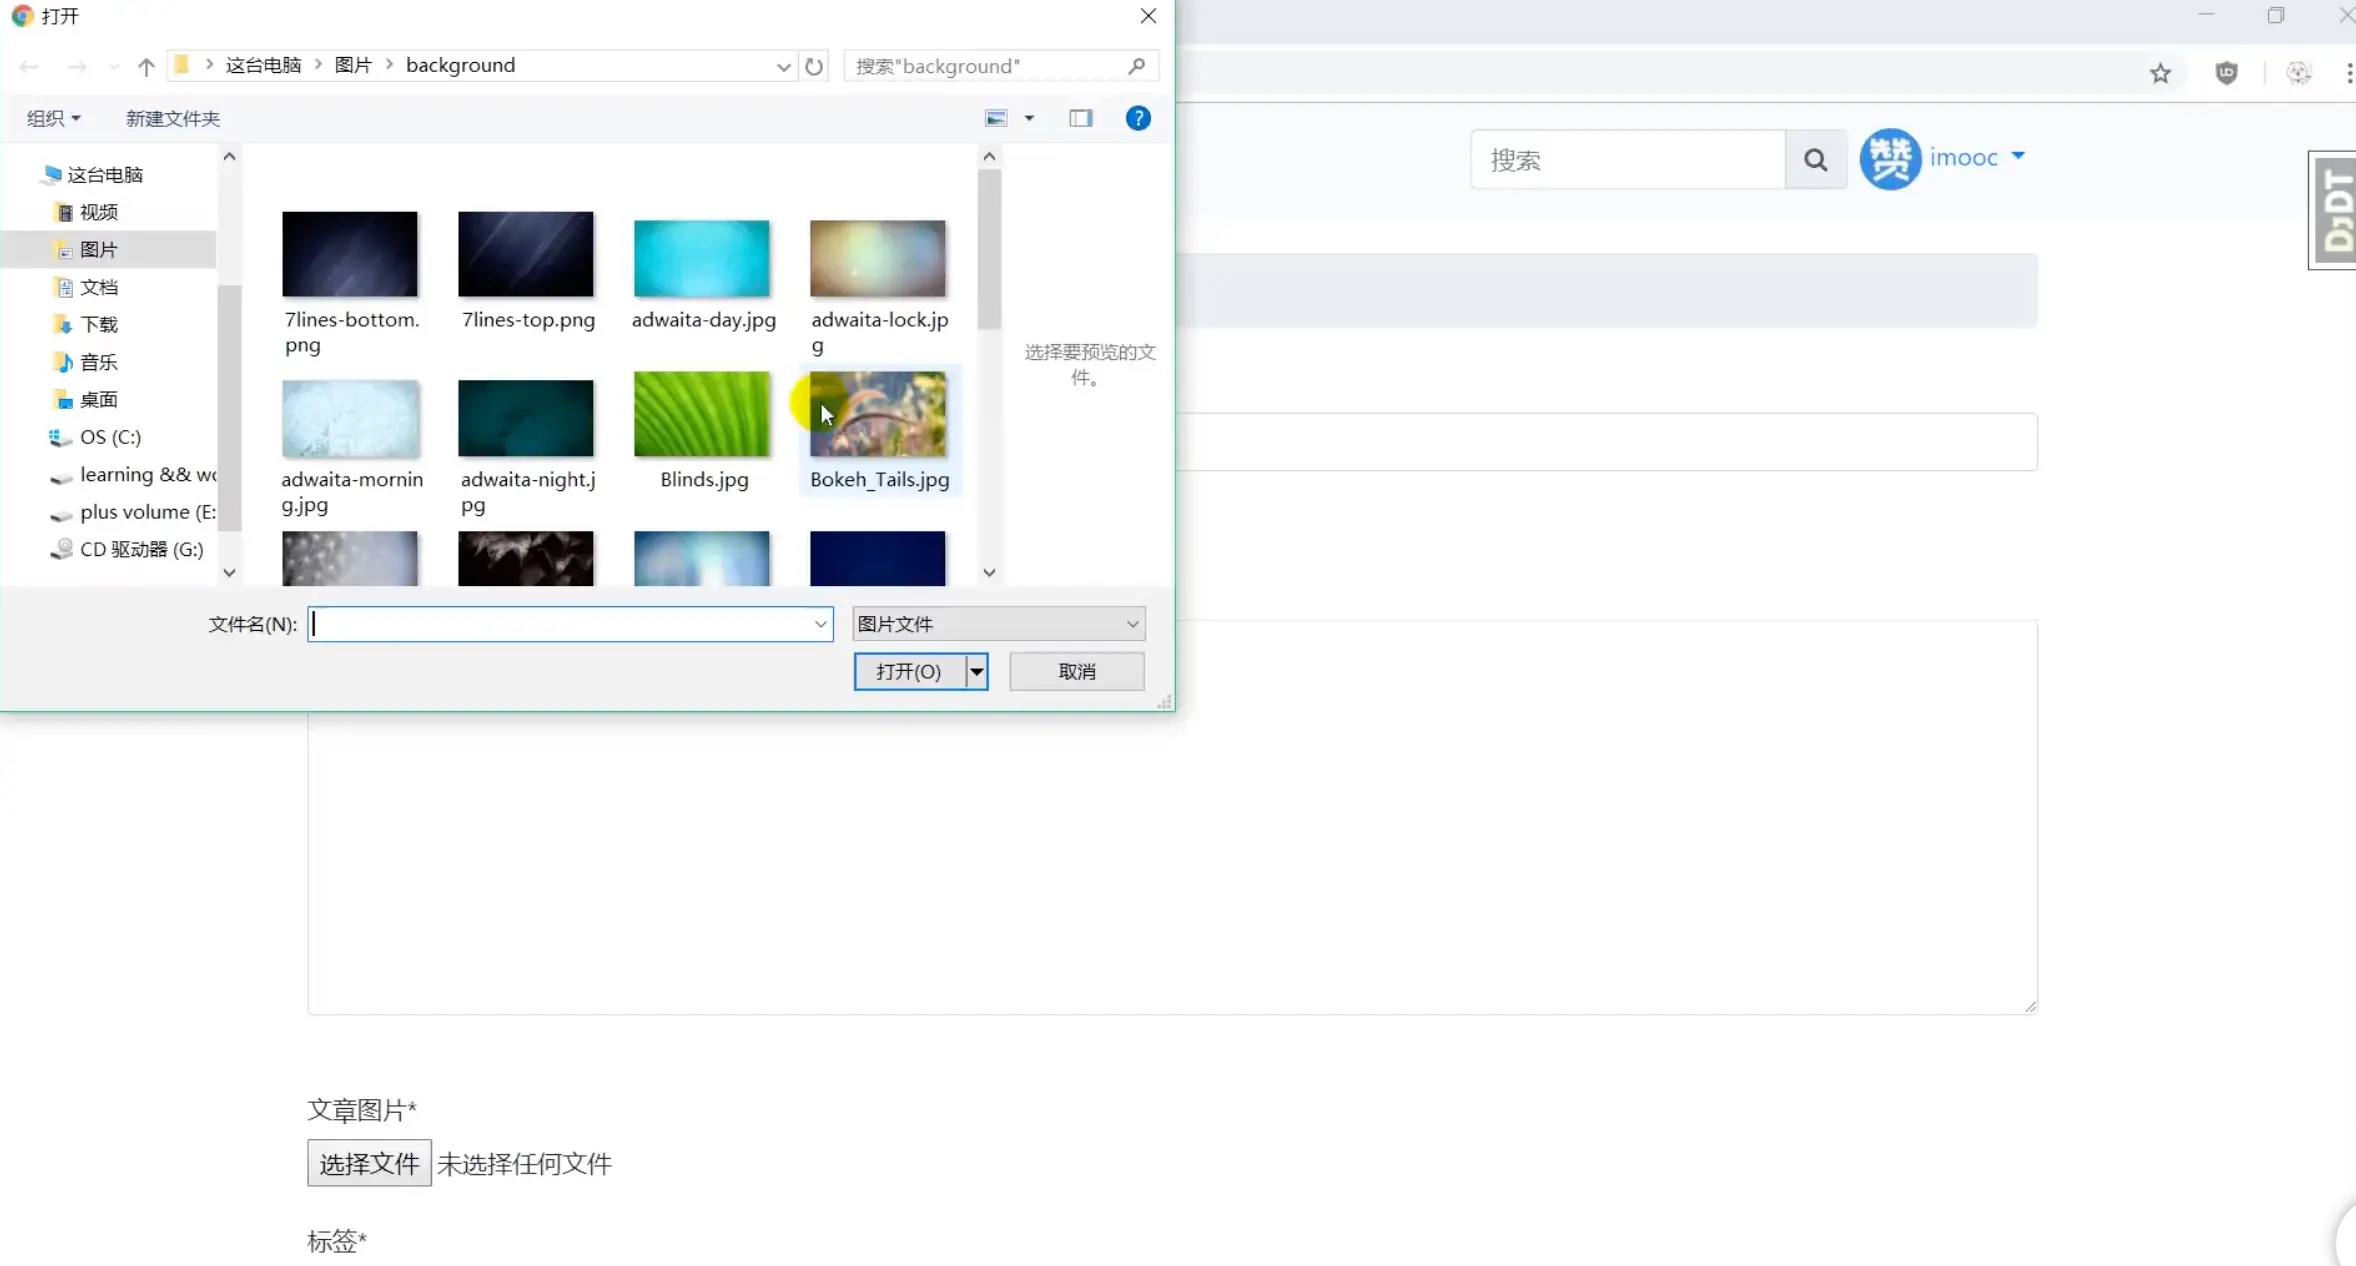 打开
这台电脑
图片
background
搜索"background"
组织
新建文件夹
这台电脑
视频
图片
文档
下载
音乐
桌面
OS (C:)
learning && wo
plus volume (E:
CD 驱动器 (G:)
7lines-bottom.
png
7lines-top.png
adwaita-day.jpg
adwaita-lock.jp
g
adwaita-mornin
g.jpg
adwaita-night.j
pg
Blinds.jpg
Bokeh_Tails.jpg
选择要预览的文
件。
文件名(N):
图片文件
打开(O)
取消
搜索
赞
imooc
DjDT
文章图片*
选择文件 未选择任何文件
标签*